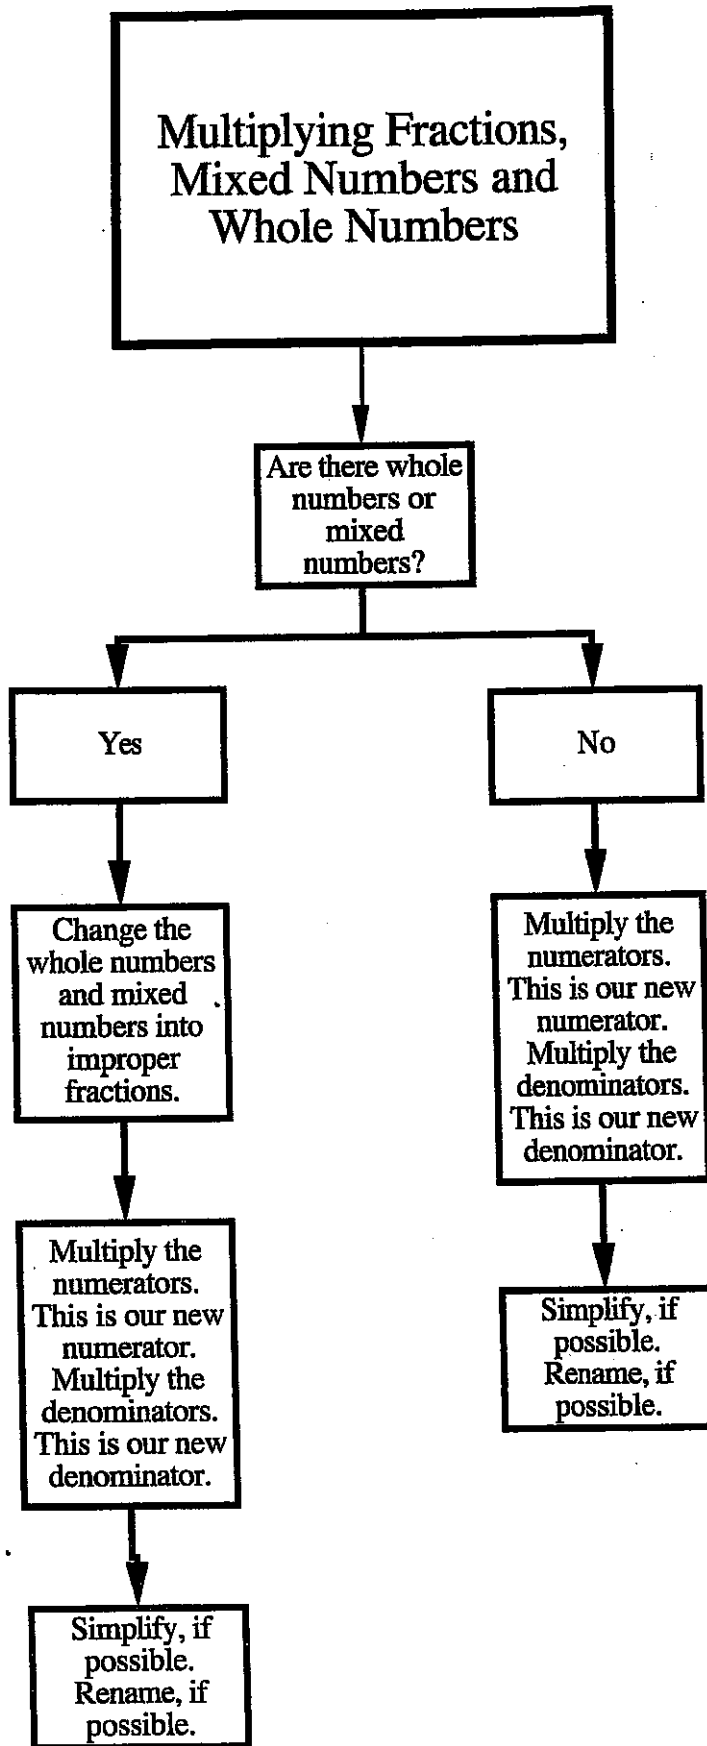 Multiplying Fractions,
Mixed Numbers and
Whole Numbers
Are there whole
numbers or
mixed
numbers?
Yes
No
Change the
whole numbers
and mixed
numbers into
improper
fractions.
Multiply the
numerators.
This is our new
numerator.
Multiply the
denominators.
This is our new
denominator.
Multiply the
numerators.
This is our new
numerator.
Multiply the
denominators.
This is our new
denominator.
Simplify, if
possible.
Rename, if
possible.
Simplify, if
possible.
Rename, if
possible.